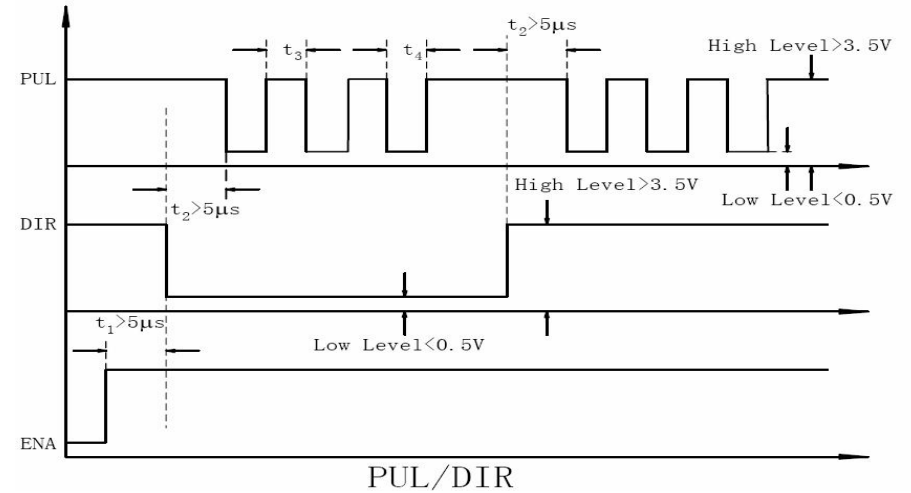 t₂>5μs
t₃
t₄
High Level>3.5V
PUL
High Level>3.5V
t₂>5μs
Low Level<0.5V
DIR
t₁>5μs
Low Level<0.5V
ENA
PUL/DIR